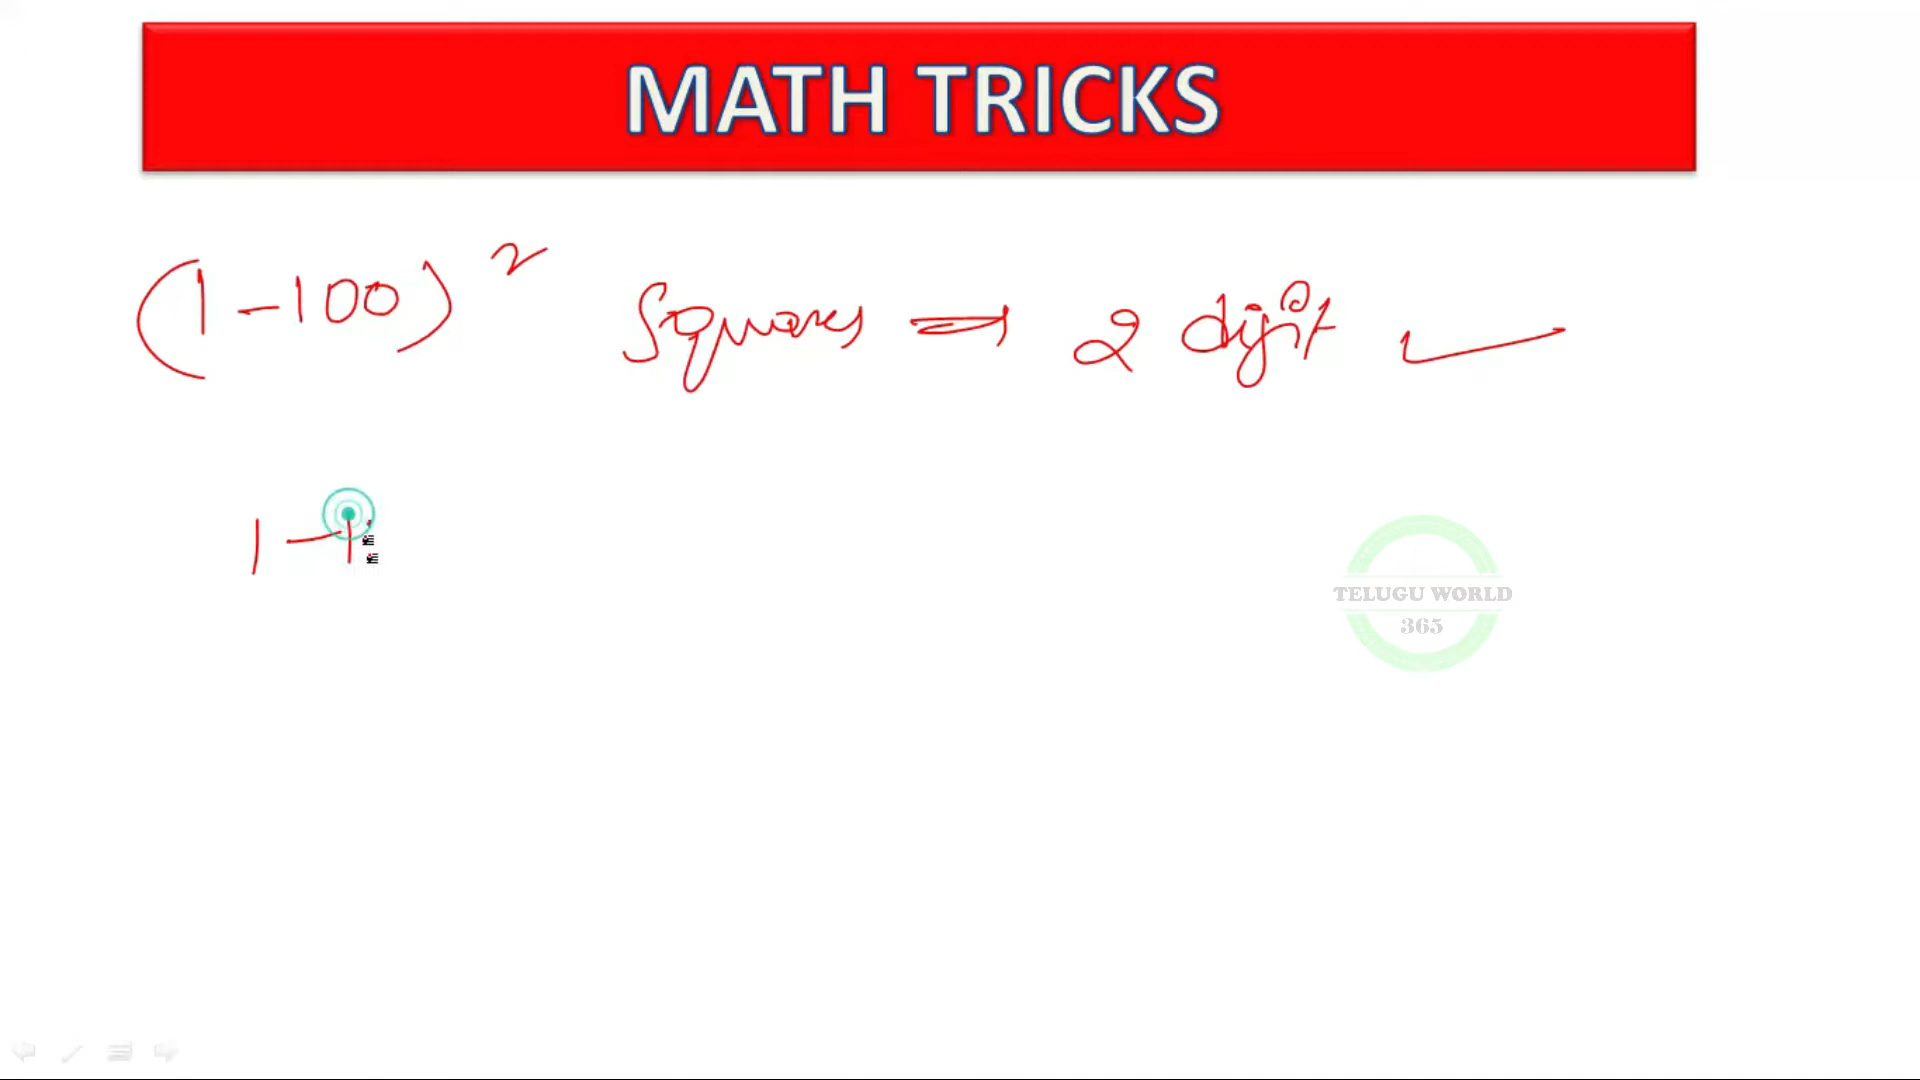 MATH TRICKS
(1-100)² Squares ⇒ 2 digit ✓
1-1
TELUGU WORLD
365